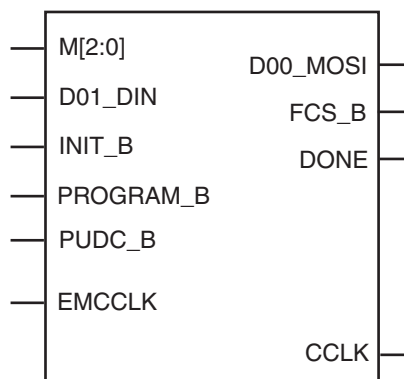 M[2:0]
D01_DIN
INIT_B
PROGRAM_B
PUDC_B
EMCCLK
D00_MOSI
FCS_B
DONE
CCLK